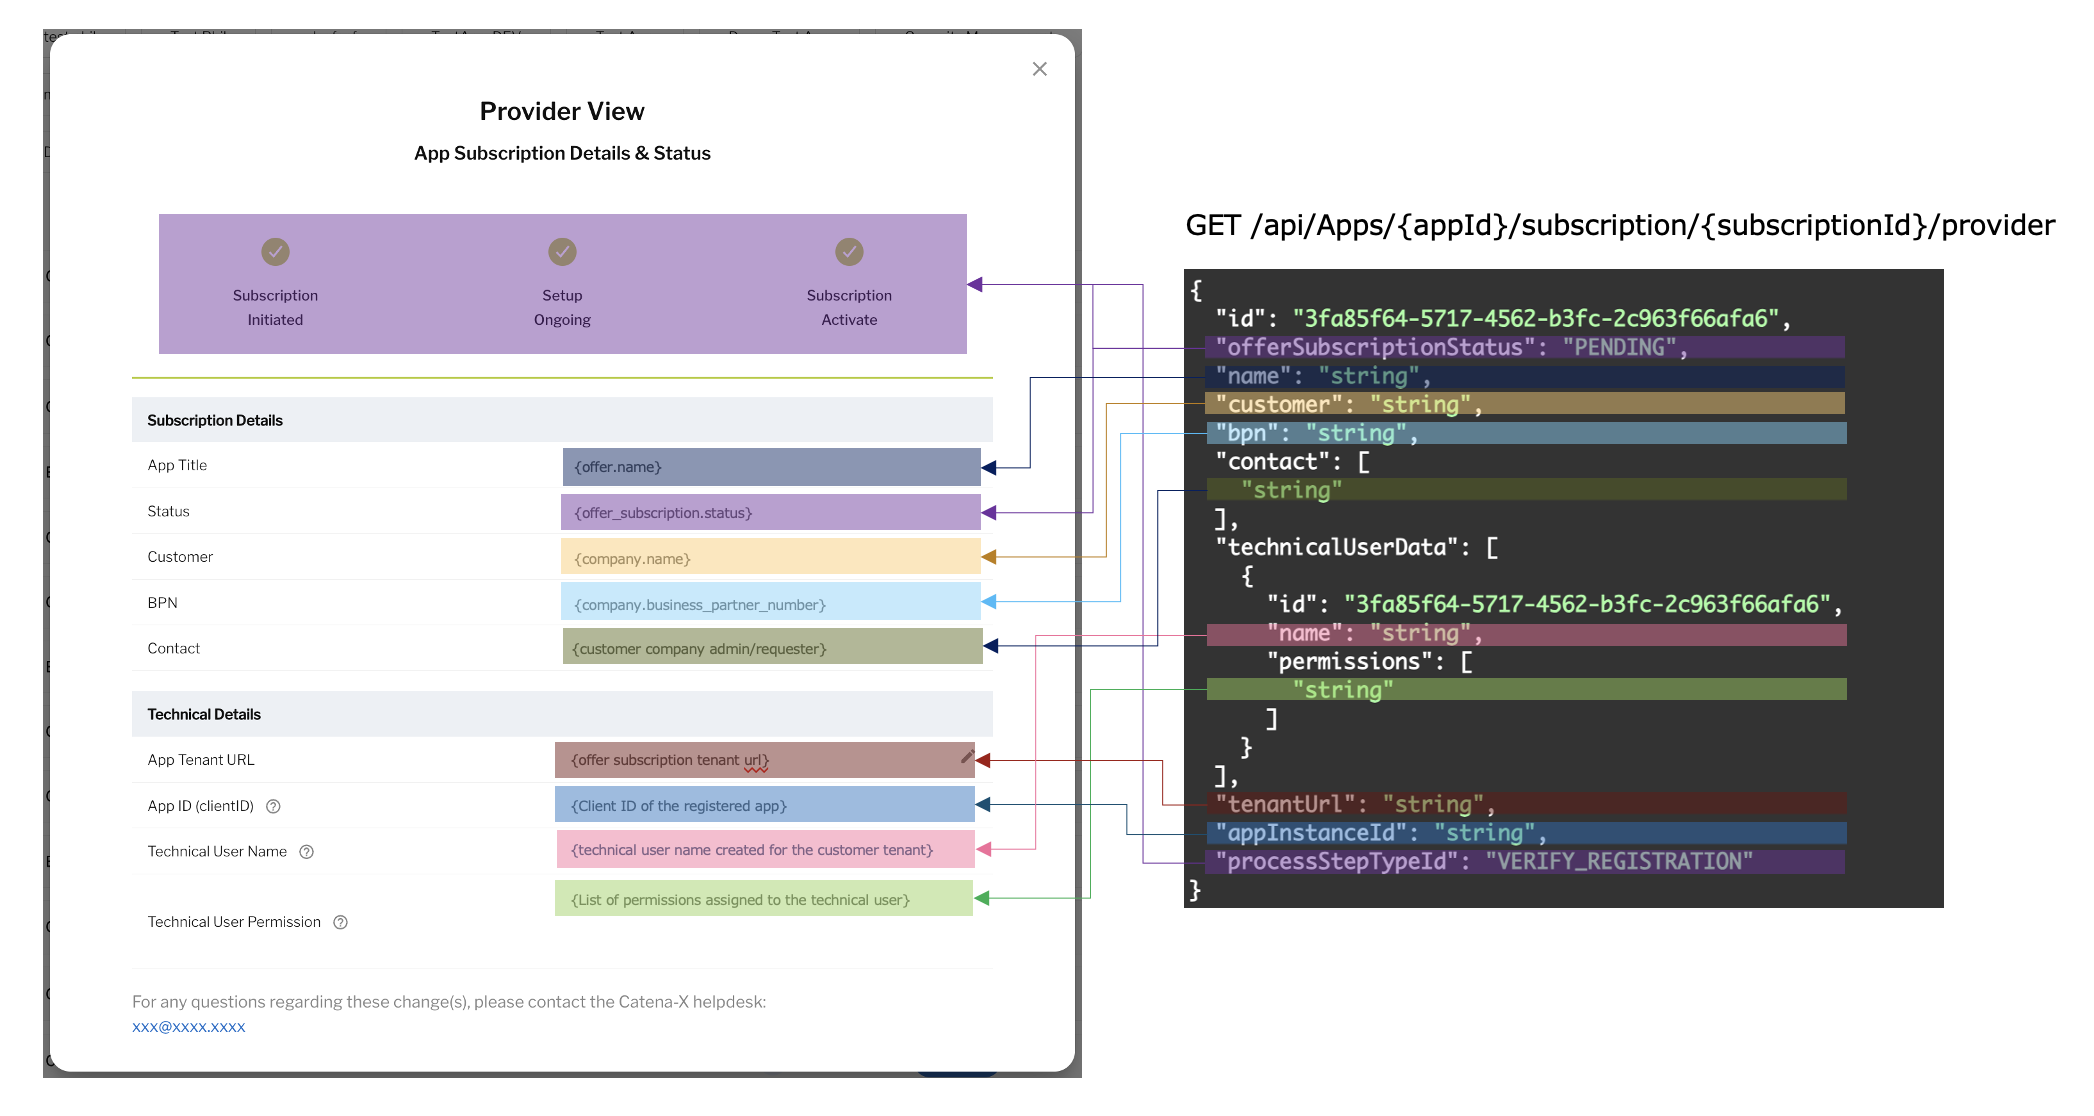 Provider View
App Subscription Details & Status
Subscription
Initiated
Setup
Ongoing
Subscription
Activate
Subscription Details
App Title
{offer.name}
Status
{offer_subscription.status}
Customer
{company.name}
BPN
{company.business_partner_number}
Contact
{customer company admin/requester}
Technical Details
App Tenant URL
{offer subscription tenant url}
App ID (clientID)
{Client ID of the registered app}
Technical User Name
{technical user name created for the customer tenant}
Technical User Permission
{List of permissions assigned to the technical user}
For any questions regarding these change(s), please contact the Catena-X helpdesk:
xxx@xxxx.xxxx
GET /api/Apps/{appId}/subscription/{subscriptionId}/provider
{
"id": "3fa85f64-5717-4562-b3fc-2c963f66afa6",
"offerSubscriptionStatus": "PENDING",
"name": "string",
"customer": "string",
"bpn": "string",
"contact": [
"string"
],
"technicalUserData": [
{
"id": "3fa85f64-5717-4562-b3fc-2c963f66afa6",
"name": "string",
"permissions": [
"string"
]
}
],
"tenantUrl": "string",
"appInstanceId": "string",
"processStepTypeId": "VERIFY_REGISTRATION"
}